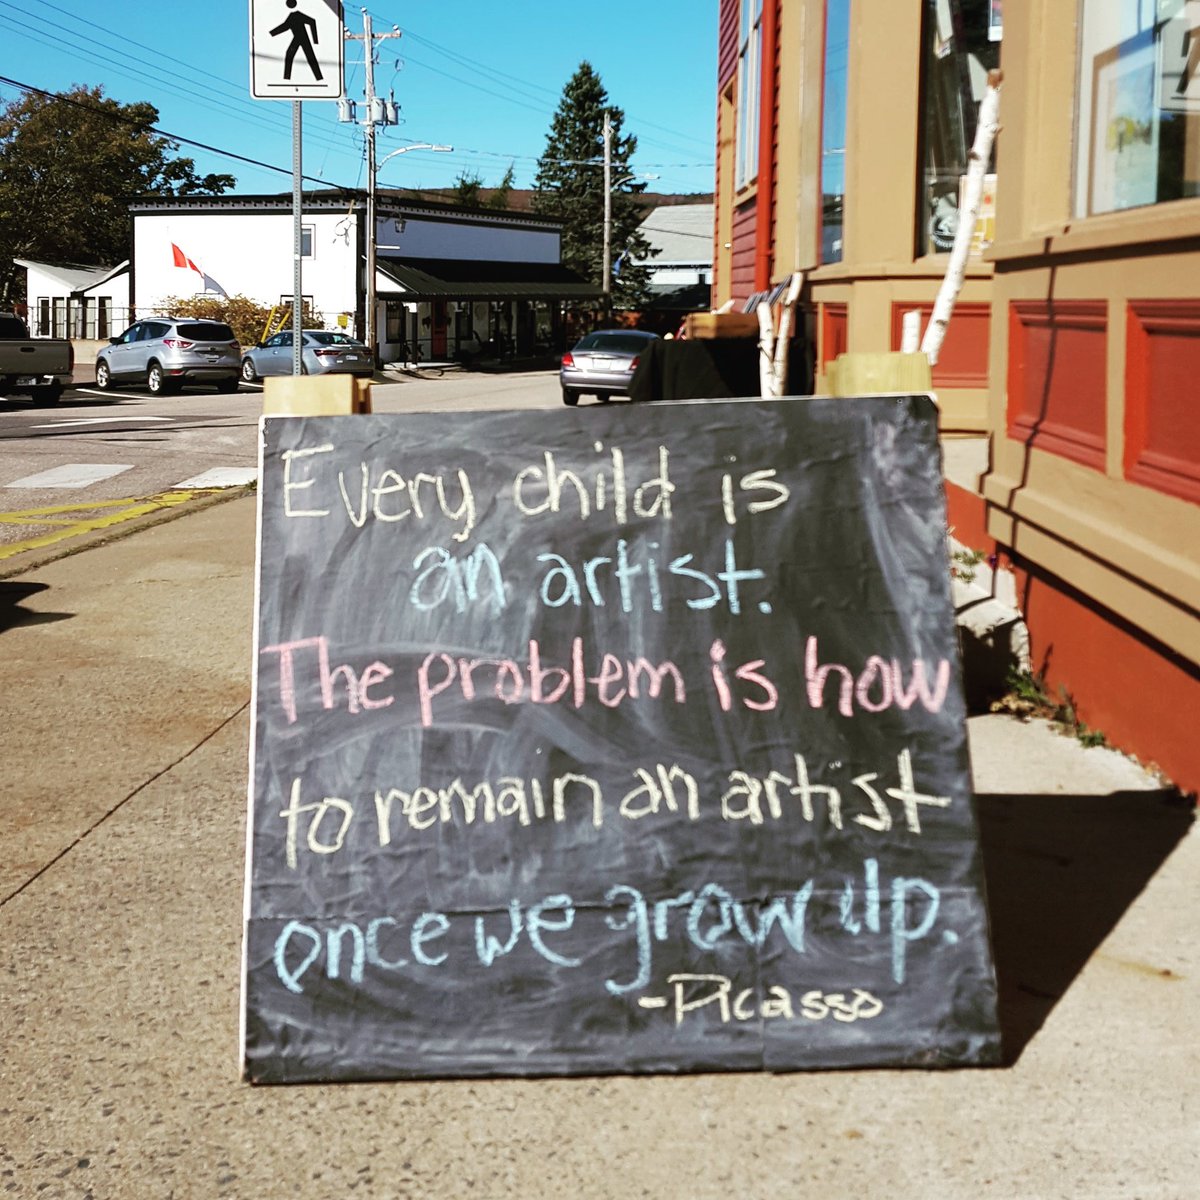 Every child is
an artist.
The problem is how
to remain an artist
once we grow up.
-Picasso